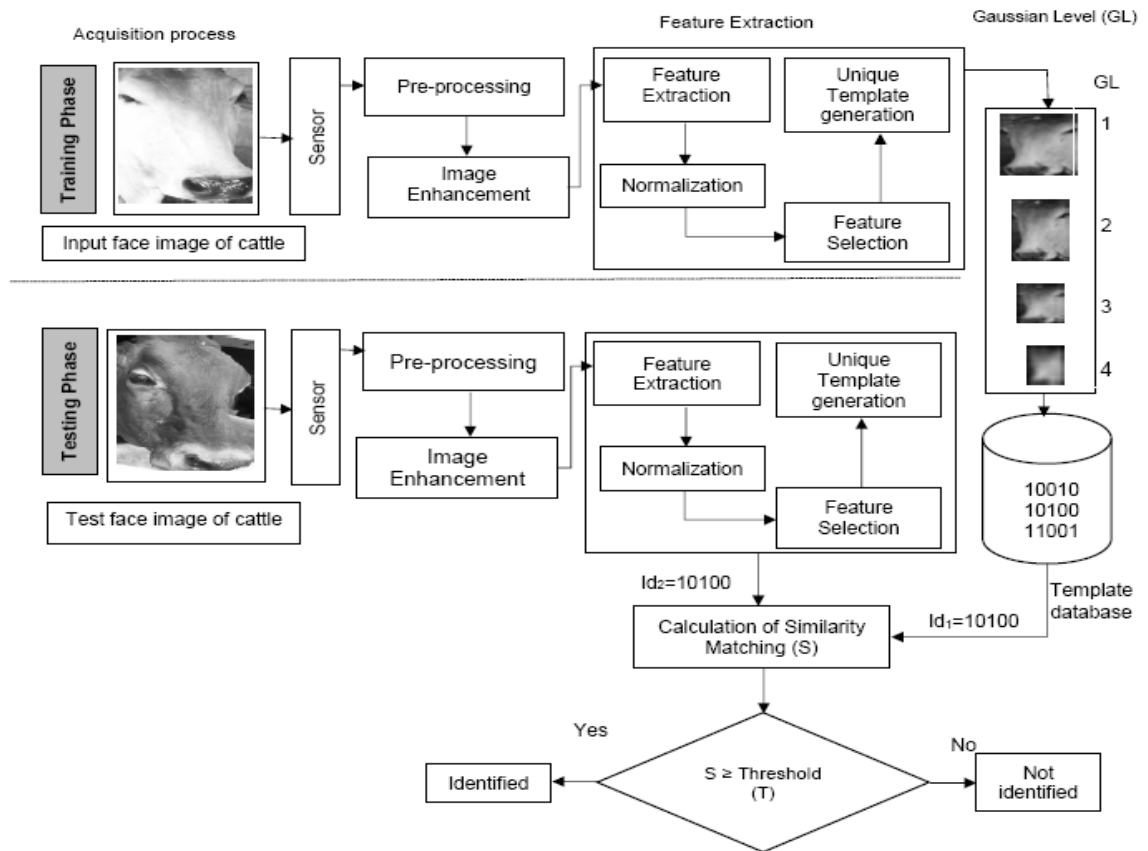 Acquisition process
Feature Extraction
Gaussian Level (GL)
Training Phase
Sensor
Pre-processing
Image
Enhancement
Feature
Extraction
Normalization
Unique
Template
generation
Feature
Selection
Input face image of cattle
GL
1
2
3
4
Testing Phase
Sensor
Pre-processing
Image
Enhancement
Feature
Extraction
Normalization
Unique
Template
generation
Feature
Selection
Test face image of cattle
10010
10100
11001
Template
database
Id₂=10100
Id₁=10100
Calculation of Similarity
Matching (S)
S ≥ Threshold
(T)
Yes
No
Identified
Not
identified